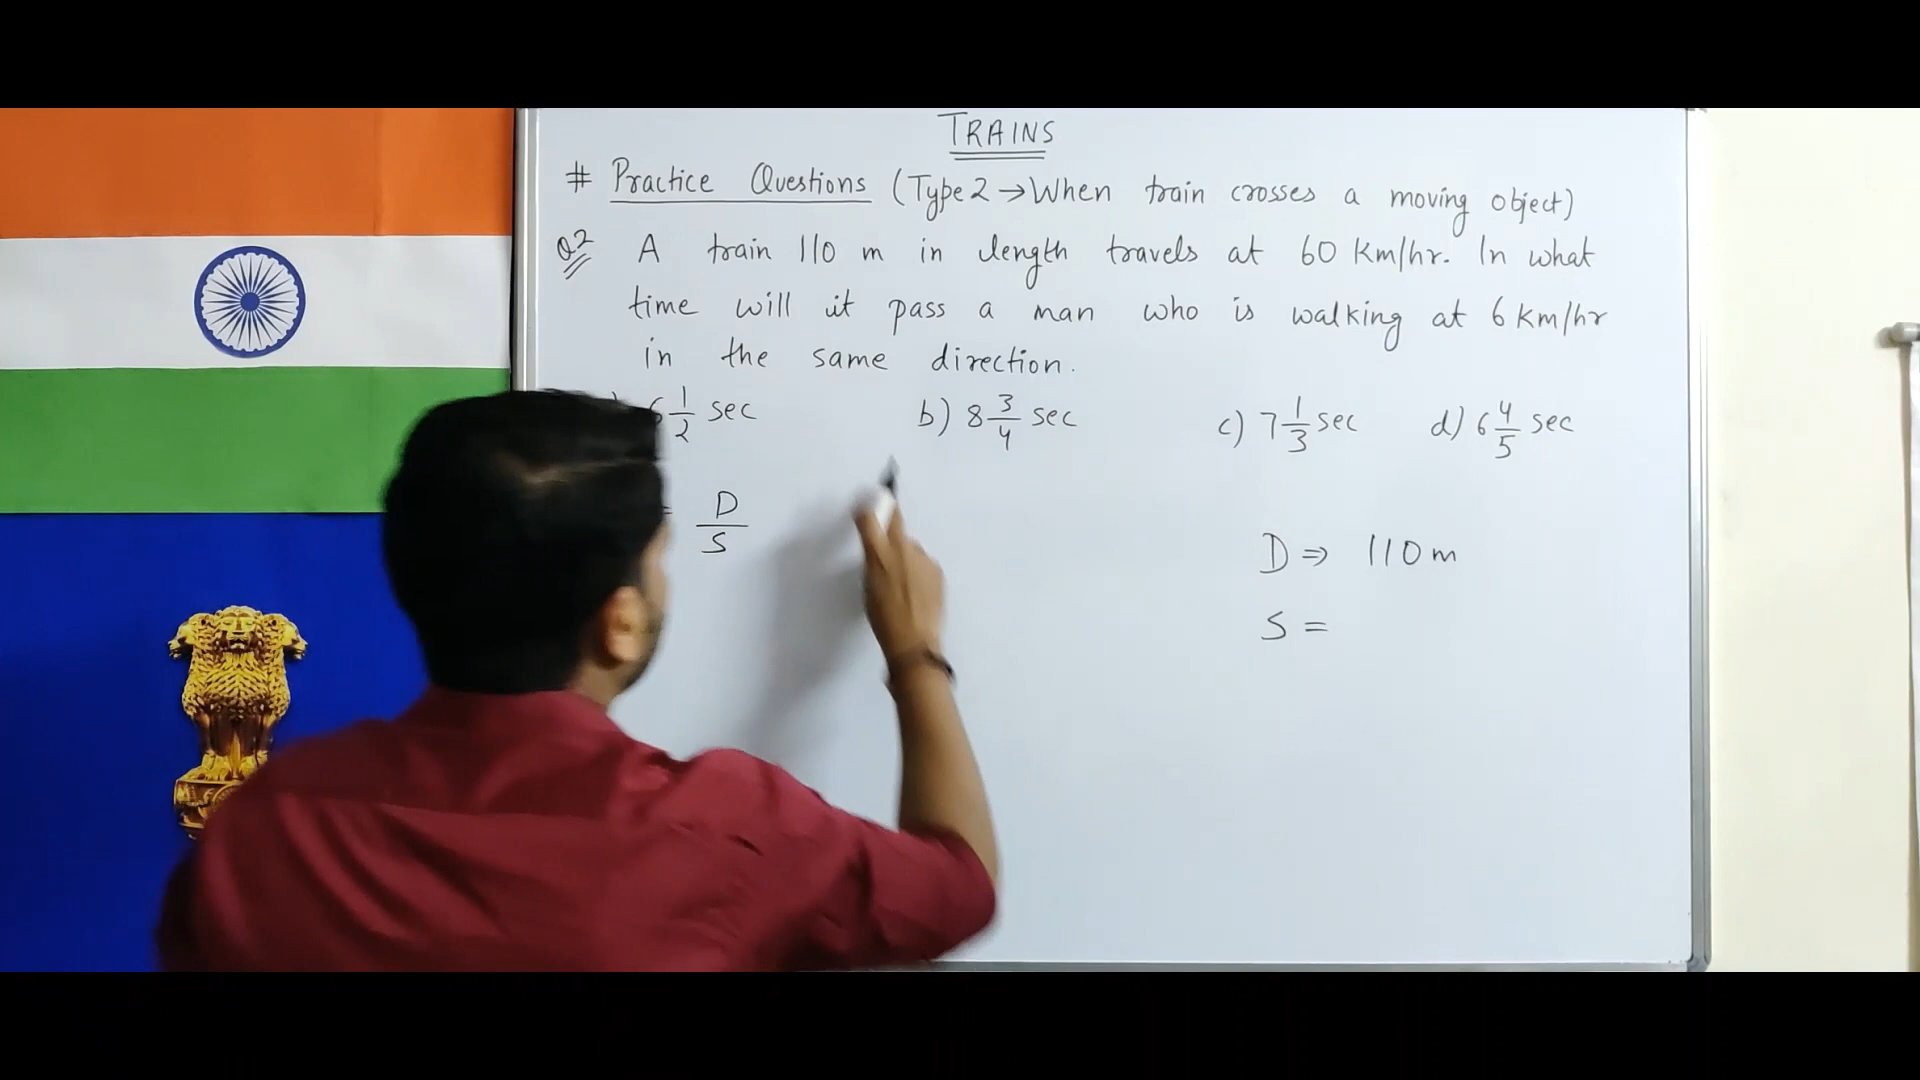 TRAINS
# Practice Questions (Type 2 → When train crosses a moving object)
Q2 A train 110 m in length travels at 60 Km/hr. In what
time will it pass a man who is walking at 6 Km/hr
in the same direction.
) 6 1/2 sec b) 8 3/4 sec c) 7 1/3 sec d) 6 4/5 sec
= D/S
D ⇒ 110 m
S =